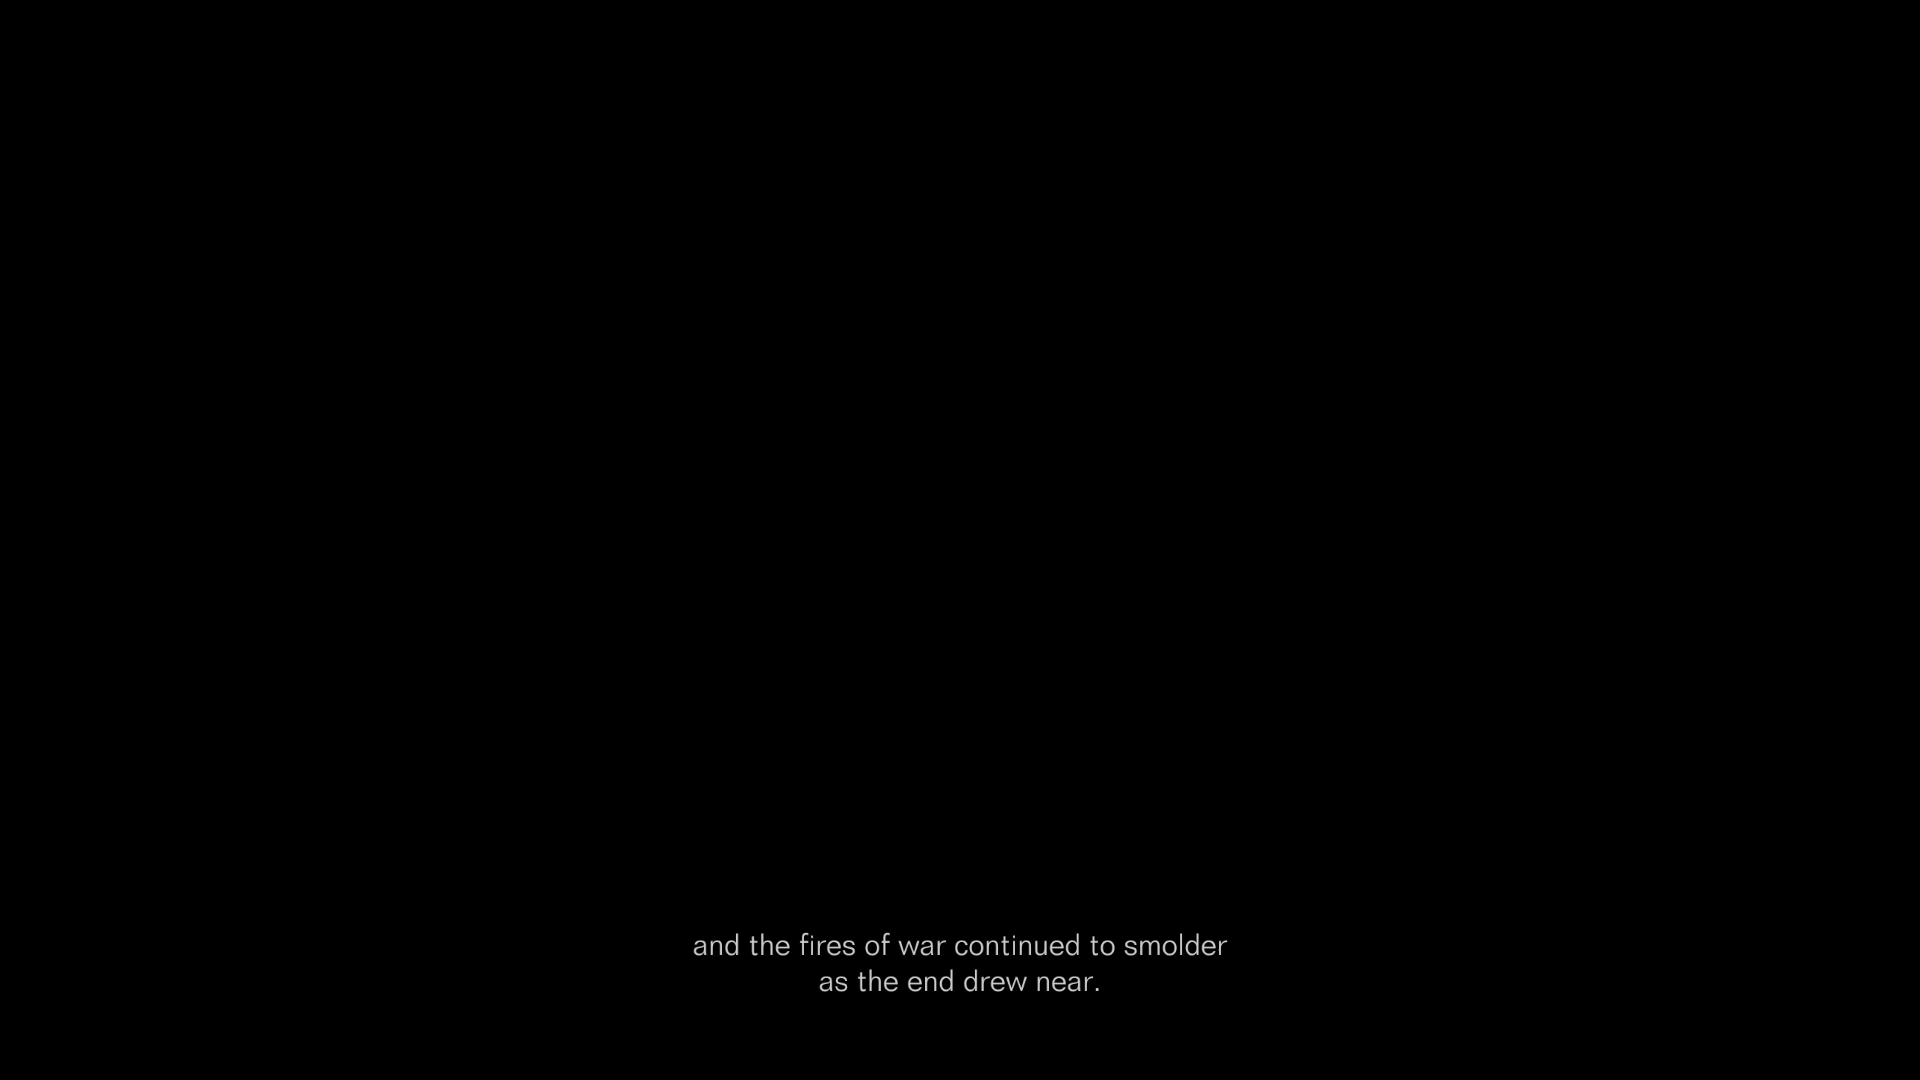 and the fires of war continued to smolder
as the end drew near.